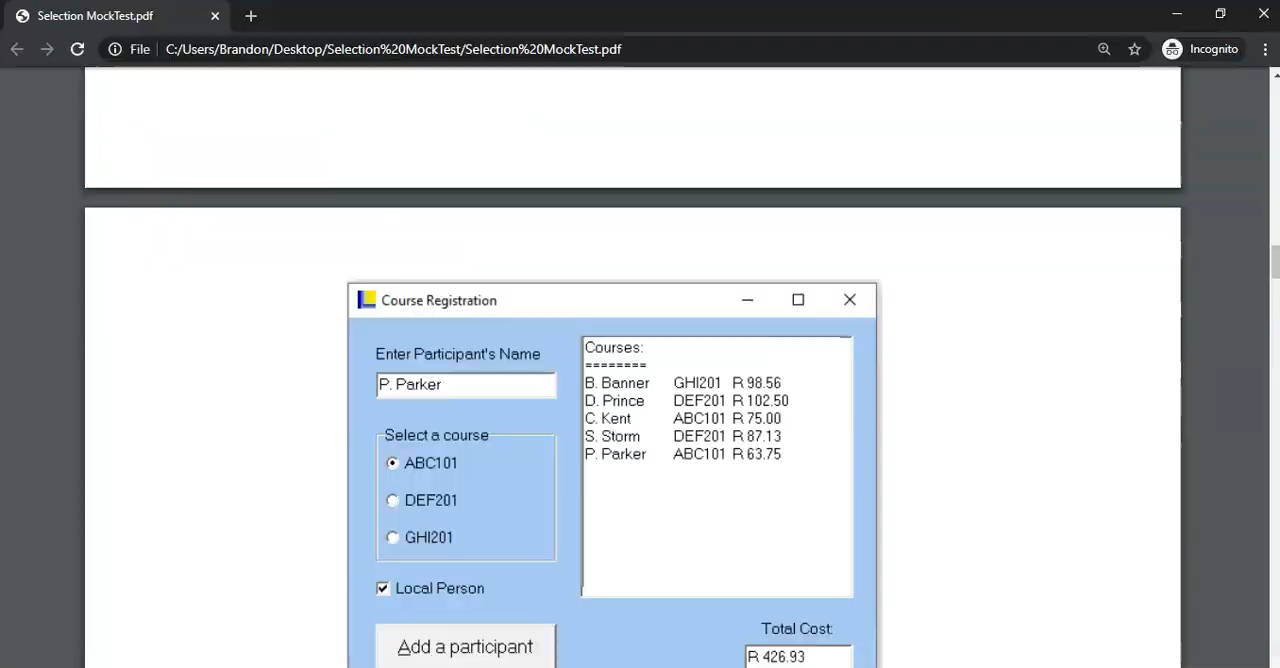 Selection MockTest.pdf
File C:/Users/Brandon/Desktop/Selection%20MockTest/Selection%20MockTest.pdf Incognito
Course Registration
Enter Participant's Name
P. Parker
Select a course
ABC101
DEF201
GHI201
Local Person
Add a participant
Courses:
========
B. Banner GHI201 R 98.56
D. Prince DEF201 R 102.50
C. Kent ABC101 R 75.00
S. Storm DEF201 R 87.13
P. Parker ABC101 R 63.75
Total Cost:
R 426.93